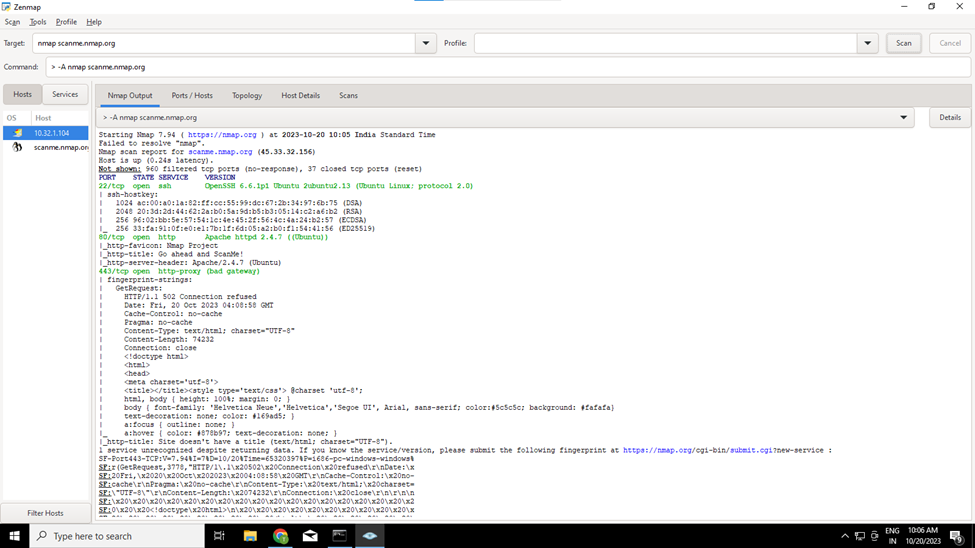 Zenmap
Scan Tools Profile Help
Target: nmap scanme.nmap.org Profile: Scan Cancel
Command: > -A nmap scanme.nmap.org
Hosts Services Nmap Output Ports / Hosts Topology Host Details Scans
OS Host > -A nmap scanme.nmap.org Details
10.32.1.104
scanme.nmap.org
Starting Nmap 7.94 ( https://nmap.org ) at 2023-10-20 10:05 India Standard Time
Failed to resolve "nmap".
Nmap scan report for scanme.nmap.org (45.33.32.156)
Host is up (0.24s latency).
Not shown: 960 filtered tcp ports (no-response), 37 closed tcp ports (reset)
PORT STATE SERVICE VERSION
22/tcp open ssh OpenSSH 6.6.1p1 Ubuntu 2ubuntu2.13 (Ubuntu Linux; protocol 2.0)
| ssh-hostkey:
| 1024 ac:00:a0:1a:82:ff:cc:55:99:dc:67:2b:34:97:6b:75 (DSA)
| 2048 20:3d:2d:44:62:2a:b0:5a:9d:b5:b3:05:14:c2:a6:b2 (RSA)
| 256 96:02:bb:5e:57:54:1c:4e:45:2f:56:4c:4a:24:b2:57 (ECDSA)
|_ 256 33:fa:91:0f:e0:e1:7b:1f:6d:05:a2:b0:f1:54:41:56 (ED25519)
80/tcp open http Apache httpd 2.4.7 ((Ubuntu))
|_http-favicon: Nmap Project
|_http-title: Go ahead and ScanMe!
|_http-server-header: Apache/2.4.7 (Ubuntu)
443/tcp open http-proxy (bad gateway)
| fingerprint-strings:
| GetRequest:
| HTTP/1.1 502 Connection refused
| Date: Fri, 20 Oct 2023 04:08:58 GMT
| Cache-Control: no-cache
| Pragma: no-cache
| Content-Type: text/html; charset="UTF-8"
| Content-Length: 74232
| Connection: close
| <!doctype html>
| <html>
| <head>
| <meta charset='utf-8'>
| <title></title><style type='text/css'> @charset 'utf-8';
| html, body { height: 100%; margin: 0; }
| body { font-family: 'Helvetica Neue','Helvetica','Segoe UI', Arial, sans-serif; color:#5c5c5c; background: #fafafa}
| text-decoration: none; color: #169ad5; }
| a:focus { outline: none; }
|_ a:hover { color: #878b97; text-decoration: none; }
|_http-title: Site doesn't have a title (text/html; charset="UTF-8").
1 service unrecognized despite returning data. If you know the service/version, please submit the following fingerprint at https://nmap.org/cgi-bin/submit.cgi?new-service :
SF-Port443-TCP:V=7.94%I=7%D=10/20%Time=65320397%P=i686-pc-windows-windows%
SF:r(GetRequest,3778,"HTTP/1\.1\x20502\x20Connection\x20refused\r\nDate:\x
SF:20Fri,\x2020\x20Oct\x202023\x2004:08:58\x20GMT\r\nCache-Control:\x20no-
SF:cache\r\nPragma:\x20no-cache\r\nContent-Type:\x20text/html;\x20charset=
SF:\"UTF-8\"\r\nContent-Length:\x2074232\r\nConnection:\x20close\r\n\r\n\n
SF:\x20\x20\x20\x20\x20\x20\x20\x20\x20\x20\x20\x20\x20\x20\x20\x20\x20\x2
SF:0\x20\x20<!doctype\x20html>\n\x20\x20\x20\x20\x20\x20\x20\x20\x20\x20\x
Filter Hosts
Type here to search
ENG
IN
10:06 AM
10/20/2023
9